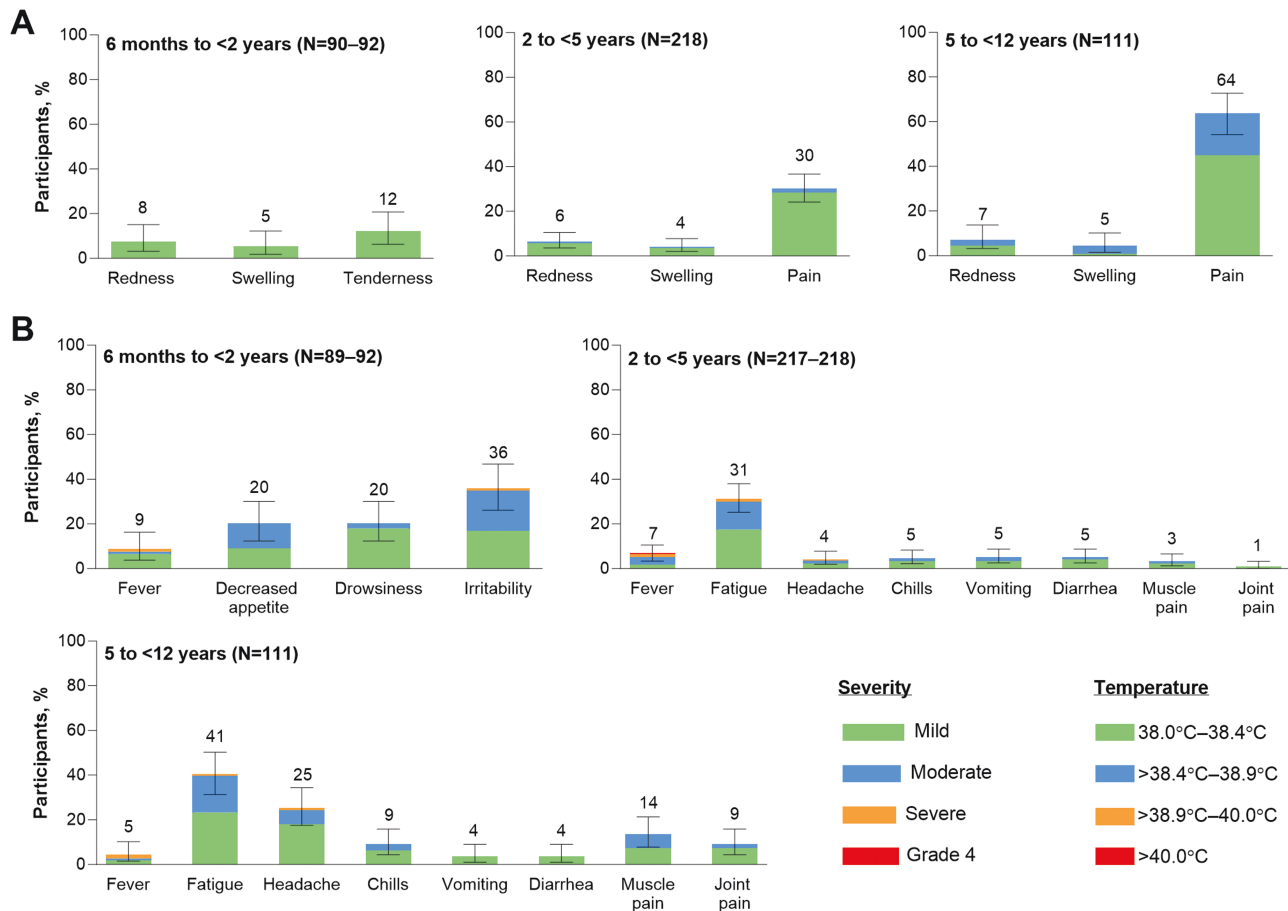 A
6 months to <2 years (N=90–92)
Participants, %
100
80
60
40
20
0
8
5
12
Redness
Swelling
Tenderness
2 to <5 years (N=218)
100
80
60
40
20
0
6
4
30
Redness
Swelling
Pain
5 to <12 years (N=111)
100
80
60
40
20
0
7
5
64
Redness
Swelling
Pain
B
6 months to <2 years (N=89–92)
Participants, %
100
80
60
40
20
0
9
20
20
36
Fever
Decreased
appetite
Drowsiness
Irritability
2 to <5 years (N=217–218)
100
80
60
40
20
0
7
31
4
5
5
5
3
1
Fever
Fatigue
Headache
Chills
Vomiting
Diarrhea
Muscle
pain
Joint
pain
5 to <12 years (N=111)
Participants, %
100
80
60
40
20
0
5
41
25
9
4
4
14
9
Fever
Fatigue
Headache
Chills
Vomiting
Diarrhea
Muscle
pain
Joint
pain
Severity
Mild
Moderate
Severe
Grade 4
Temperature
38.0°C–38.4°C
>38.4°C–38.9°C
>38.9°C–40.0°C
>40.0°C